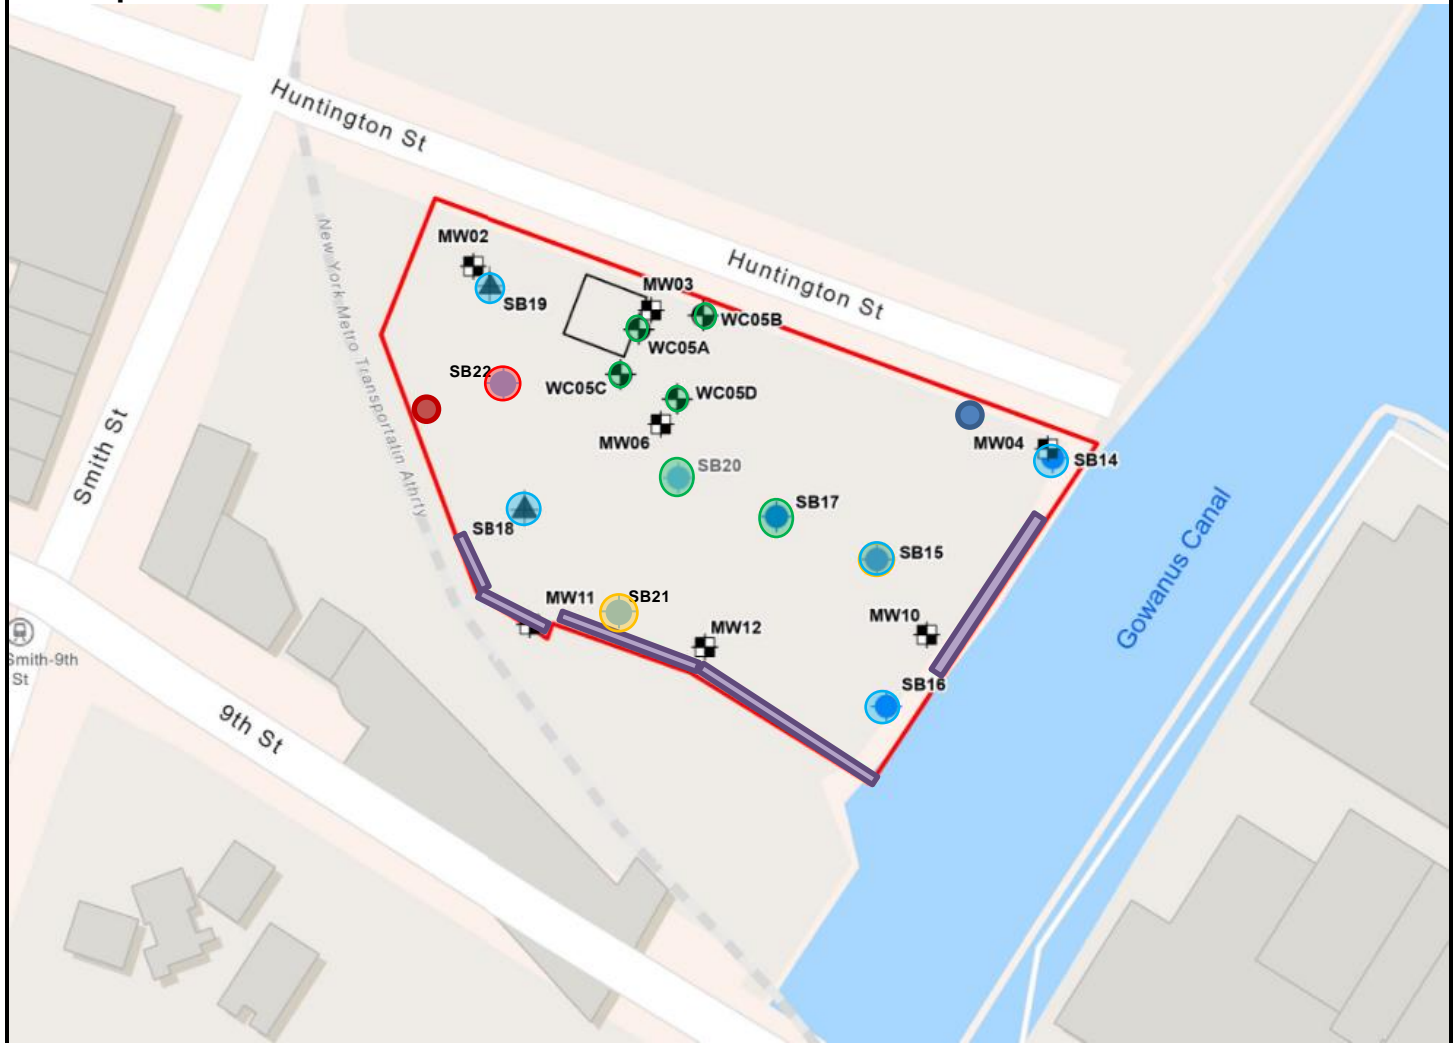 Huntington St
New York Metro Transportatin Athrty
MW02
SB19
MW03
Huntington St
WC05B
WC05A
SB22
WC05C
WC05D
MW06
MW04
SB14
SB20
SB17
Smith St
SB18
SB15
Gowanus Canal
MW11
SB21
MW12
MW10
Smith-9th
St
SB16
9th St